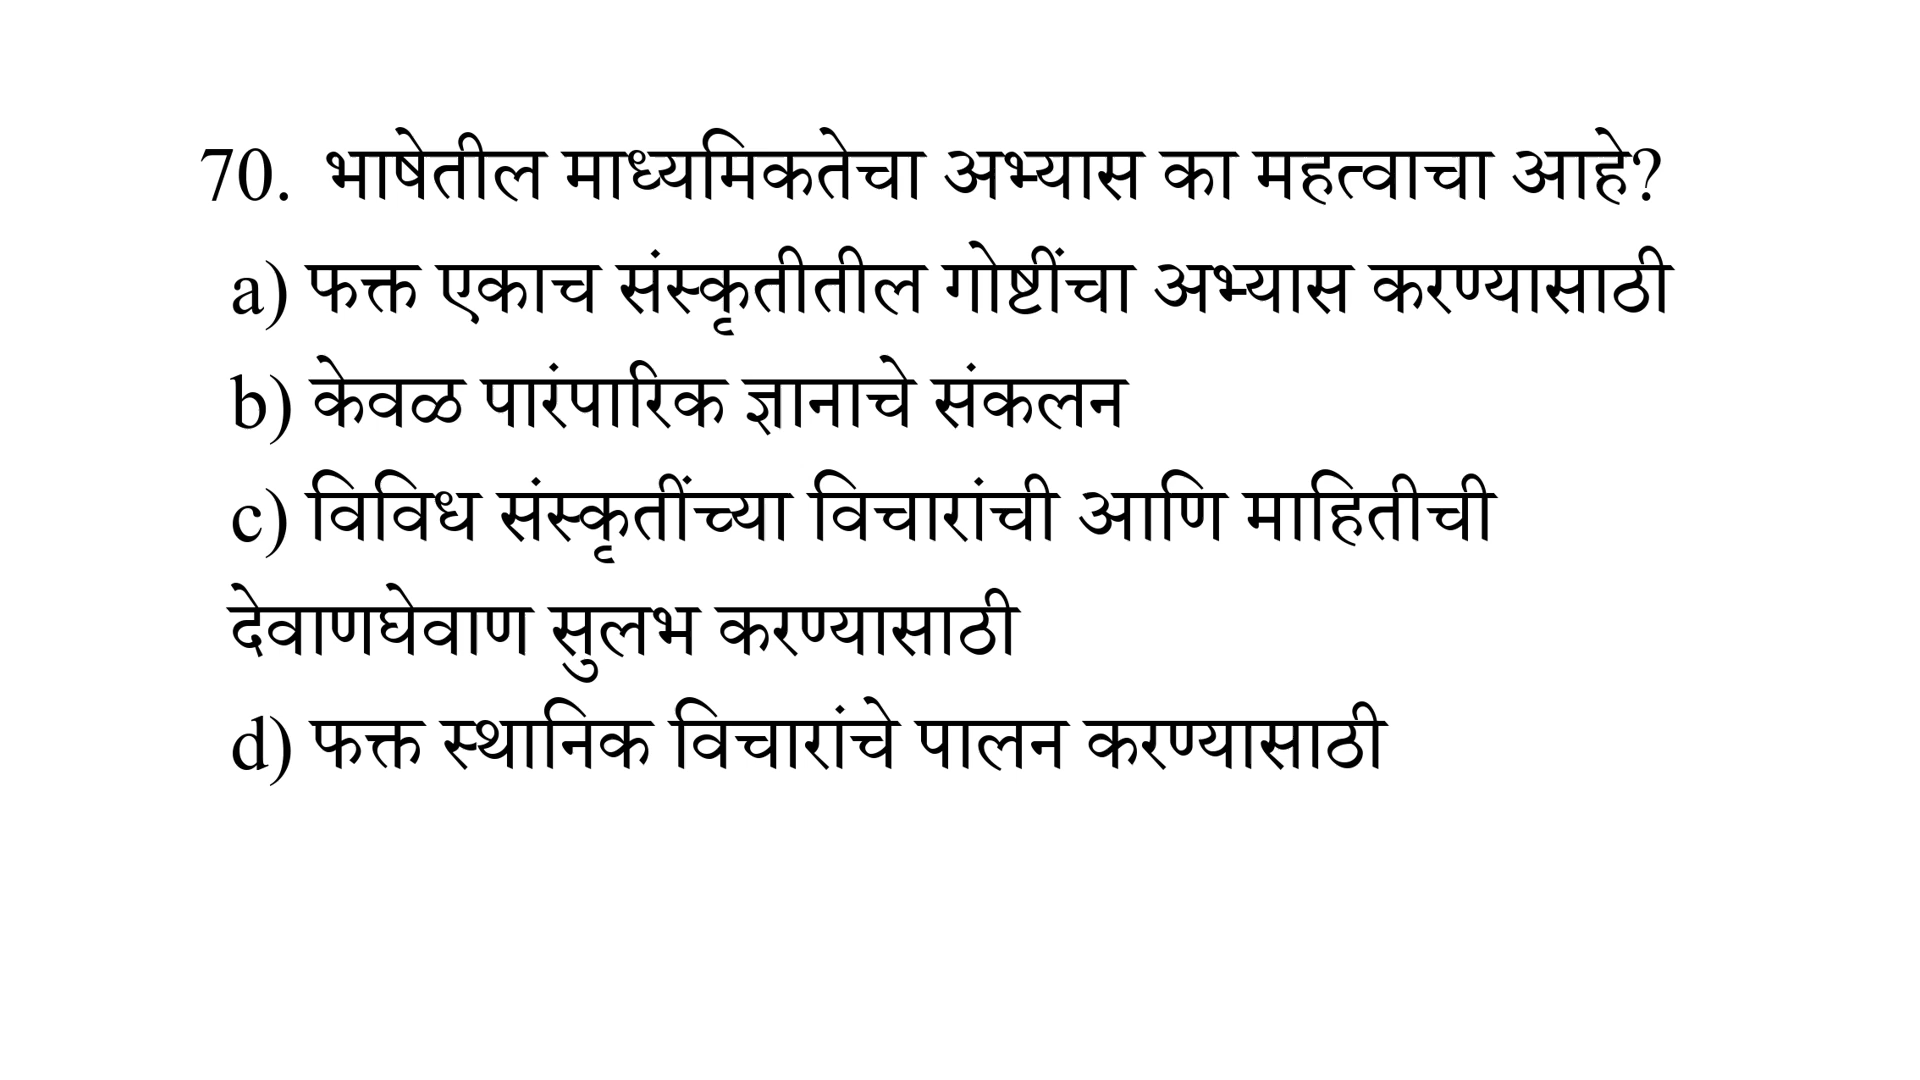 70. भाषेतील माध्यमिकतेचा अभ्यास का महत्वाचा आहे?
a) फक्त एकाच संस्कृतीतील गोष्टींचा अभ्यास करण्यासाठी
b) केवळ पारंपारिक ज्ञानाचे संकलन
c) विविध संस्कृतींच्या विचारांची आणि माहितीची
देवाणघेवाण सुलभ करण्यासाठी
d) फक्त स्थानिक विचारांचे पालन करण्यासाठी